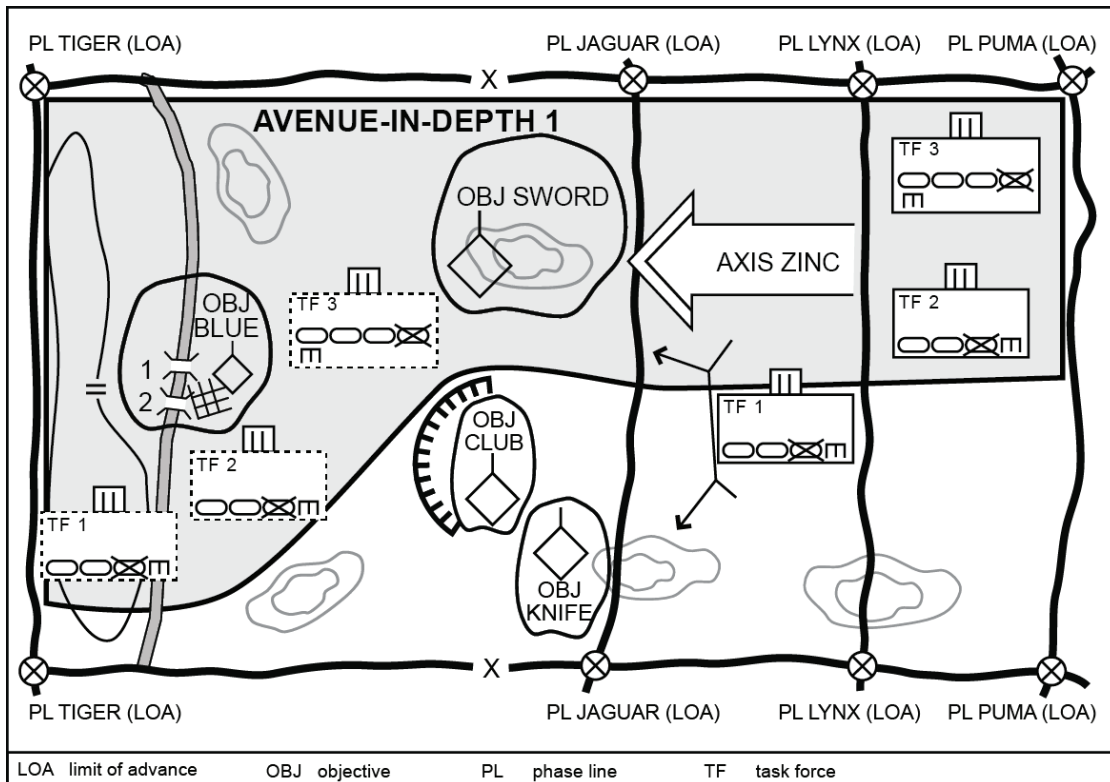 PL TIGER (LOA)
PL JAGUAR (LOA)
PL LYNX (LOA)
PL PUMA (LOA)
X
AVENUE-IN-DEPTH 1
TF 3
OBJ SWORD
AXIS ZINC
TF 2
TF 3
OBJ
BLUE
1
2
TF 1
OBJ
CLUB
TF 2
TF 1
OBJ
KNIFE
X
PL TIGER (LOA)
PL JAGUAR (LOA)
PL LYNX (LOA)
PL PUMA (LOA)
LOA limit of advance OBJ objective PL phase line TF task force